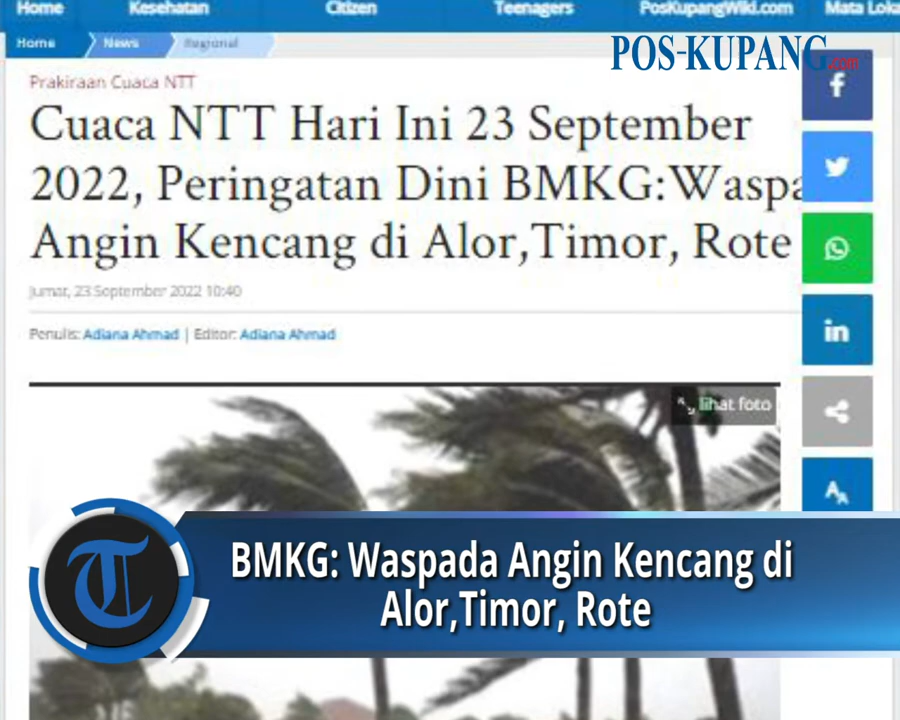 Home Kesehatan Citizen Teenagers PosKupangWiki.com Mata Loka
Home News Regional
POS-KUPANG.com
Prakiraan Cuaca NTT
Cuaca NTT Hari Ini 23 September
2022, Peringatan Dini BMKG:Waspa
Angin Kencang di Alor,Timor, Rote
Jumat, 23 September 2022 10:40
Penulis: Adiana Ahmad | Editor: Adiana Ahmad
lihat foto
BMKG: Waspada Angin Kencang di
Alor,Timor, Rote